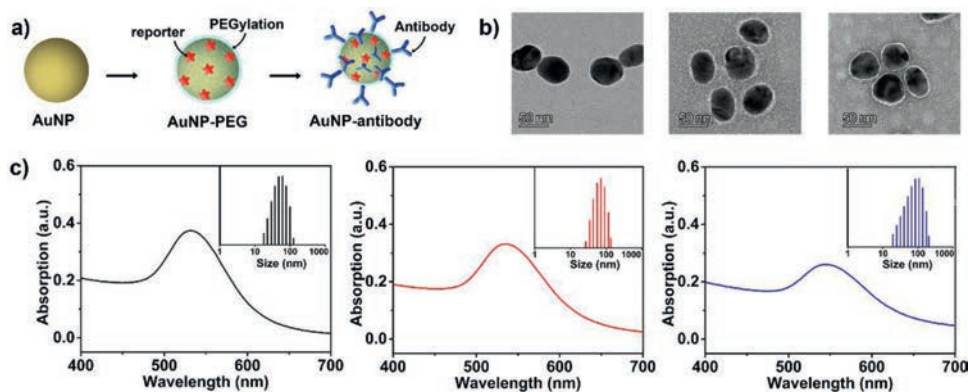 a)
reporter
PEGylation
Antibody
AuNP
AuNP-PEG
AuNP-antibody
b)
50 nm
50 nm
50 nm
c)
Absorption (a.u.)
0.6
0.4
0.2
0.0
400 500 600 700
Wavelength (nm)
1 10 100 1000
Size (nm)
Absorption (a.u.)
0.6
0.4
0.2
0.0
400 500 600 700
Wavelength (nm)
1 10 100 1000
Size (nm)
Absorption (a.u.)
0.6
0.4
0.2
0.0
400 500 600 700
Wavelength (nm)
1 10 100 1000
Size (nm)